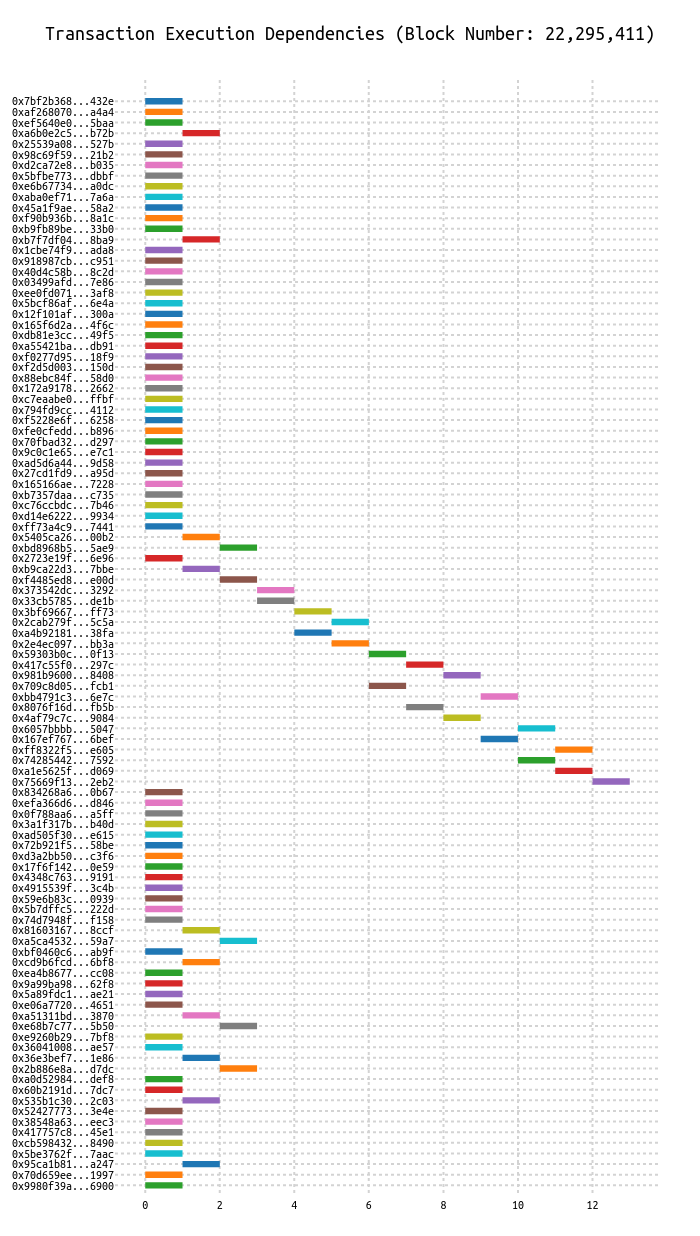 Transaction Execution Dependencies (Block Number: 22,295,411)
0x7bf2b368...432e
0xaf268070...a4a4
0xef5640e0...5baa
0xa6b0e2c5...b72b
0x25539a08...527b
0x98c69f59...21b2
0xd2ca72e8...b035
0x5bfbe773...dbbf
0xe6b67734...a0dc
0xaba0ef71...7a6a
0x45a1f9ae...58a2
0xf90b936b...8a1c
0xb9fb89be...33b0
0xb7f7df04...8ba9
0x1cbe74f9...ada8
0x918987cb...c951
0x40d4c58b...8c2d
0x03499afd...7e86
0xee0fd071...3af8
0x5bcf86af...6e4a
0x12f101af...300a
0x165f6d2a...4f6c
0xdb81e3cc...49f5
0xa55421ba...db91
0xf0277d95...18f9
0xf2d5d003...150d
0x88ebc84f...58d0
0x172a9178...2662
0xc7eaabe0...ffbf
0x794fd9cc...4112
0xf5228e6f...6258
0xfe0cfedd...b896
0x70fbad32...d297
0x9c0c1e65...e7c1
0xad5d6a44...9d58
0x27cd1fd9...a95d
0x165166ae...7228
0xb7357daa...c735
0xc76ccbdc...7b46
0xd14e6222...9934
0xff73a4c9...7441
0x5405ca26...00b2
0xbd8968b5...5ae9
0x2723e19f...6e96
0xb9ca22d3...7bbe
0xf4485ed8...e00d
0x373542dc...3292
0x33cb5785...de1b
0x3bf69667...ff73
0x2cab279f...5c5a
0xa4b92181...38fa
0x2e4ec097...bb3a
0x59303b0c...0f13
0x417c55f0...297c
0x981b9600...8408
0x709c8d05...fcb1
0xbb4791c3...6e7c
0x8076f16d...fb5b
0x4af79c7c...9084
0x6057bbbb...5047
0x167ef767...6bef
0xff8322f5...e605
0x74285442...7592
0xa1e5625f...d069
0x75669f13...2eb2
0x834268a6...0b67
0xefa366d6...d846
0x0f788aa6...a5ff
0x3a1f317b...b40d
0xad505f30...e615
0x72b921f5...58be
0xd3a2bb50...c3f6
0x17f6f142...0e59
0x4348c763...9191
0x4915539f...3c4b
0x59e6b83c...0939
0x5b7dffc5...222d
0x74d7948f...f158
0x81603167...8ccf
0xa5ca4532...59a7
0xbf0460c6...ab9f
0xcd9b6fcd...6bf8
0xea4b8677...cc08
0x9a99ba98...62f8
0x5a89fdc1...ae21
0xe06a7720...4651
0xa51311bd...3870
0xe68b7c77...5b50
0xe9260b29...7bf8
0x36041008...ae57
0x36e3bef7...1e86
0x2b886e8a...d7dc
0xa0d52984...def8
0x60b2191d...7dc7
0x535b1c30...2c03
0x52427773...3e4e
0x38548a63...eec3
0x417757c8...45e1
0xcb598432...8490
0x5be3762f...7aac
0x95ca1b81...a247
0x70d659ee...1997
0x9980f39a...6900
0 2 4 6 8 10 12